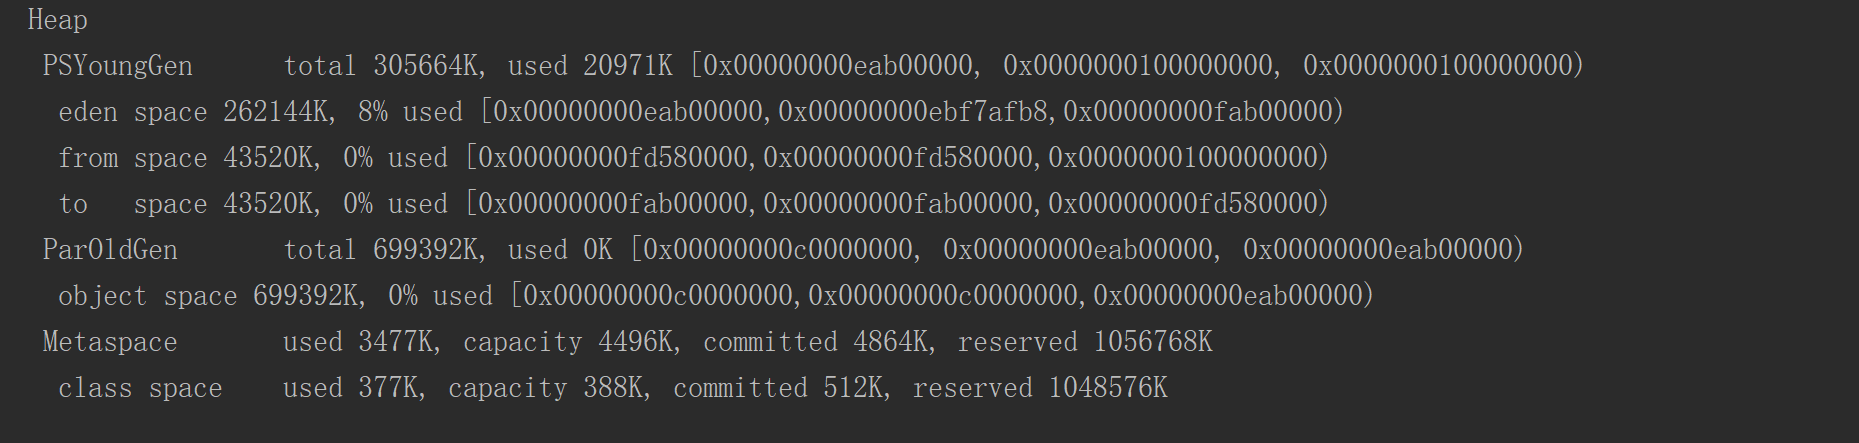 Heap
PSYoungGen total 305664K, used 20971K [0x00000000eab00000, 0x0000000100000000, 0x0000000100000000)
eden space 262144K, 8% used [0x00000000eab00000,0x00000000ebf7afb8,0x00000000fab00000)
from space 43520K, 0% used [0x00000000fd580000,0x00000000fd580000,0x0000000100000000)
to space 43520K, 0% used [0x00000000fab00000,0x00000000fab00000,0x00000000fd580000)
ParOldGen total 699392K, used 0K [0x00000000c0000000, 0x00000000eab00000, 0x00000000eab00000)
object space 699392K, 0% used [0x00000000c0000000,0x00000000c0000000,0x00000000eab00000)
Metaspace used 3477K, capacity 4496K, committed 4864K, reserved 1056768K
class space used 377K, capacity 388K, committed 512K, reserved 1048576K